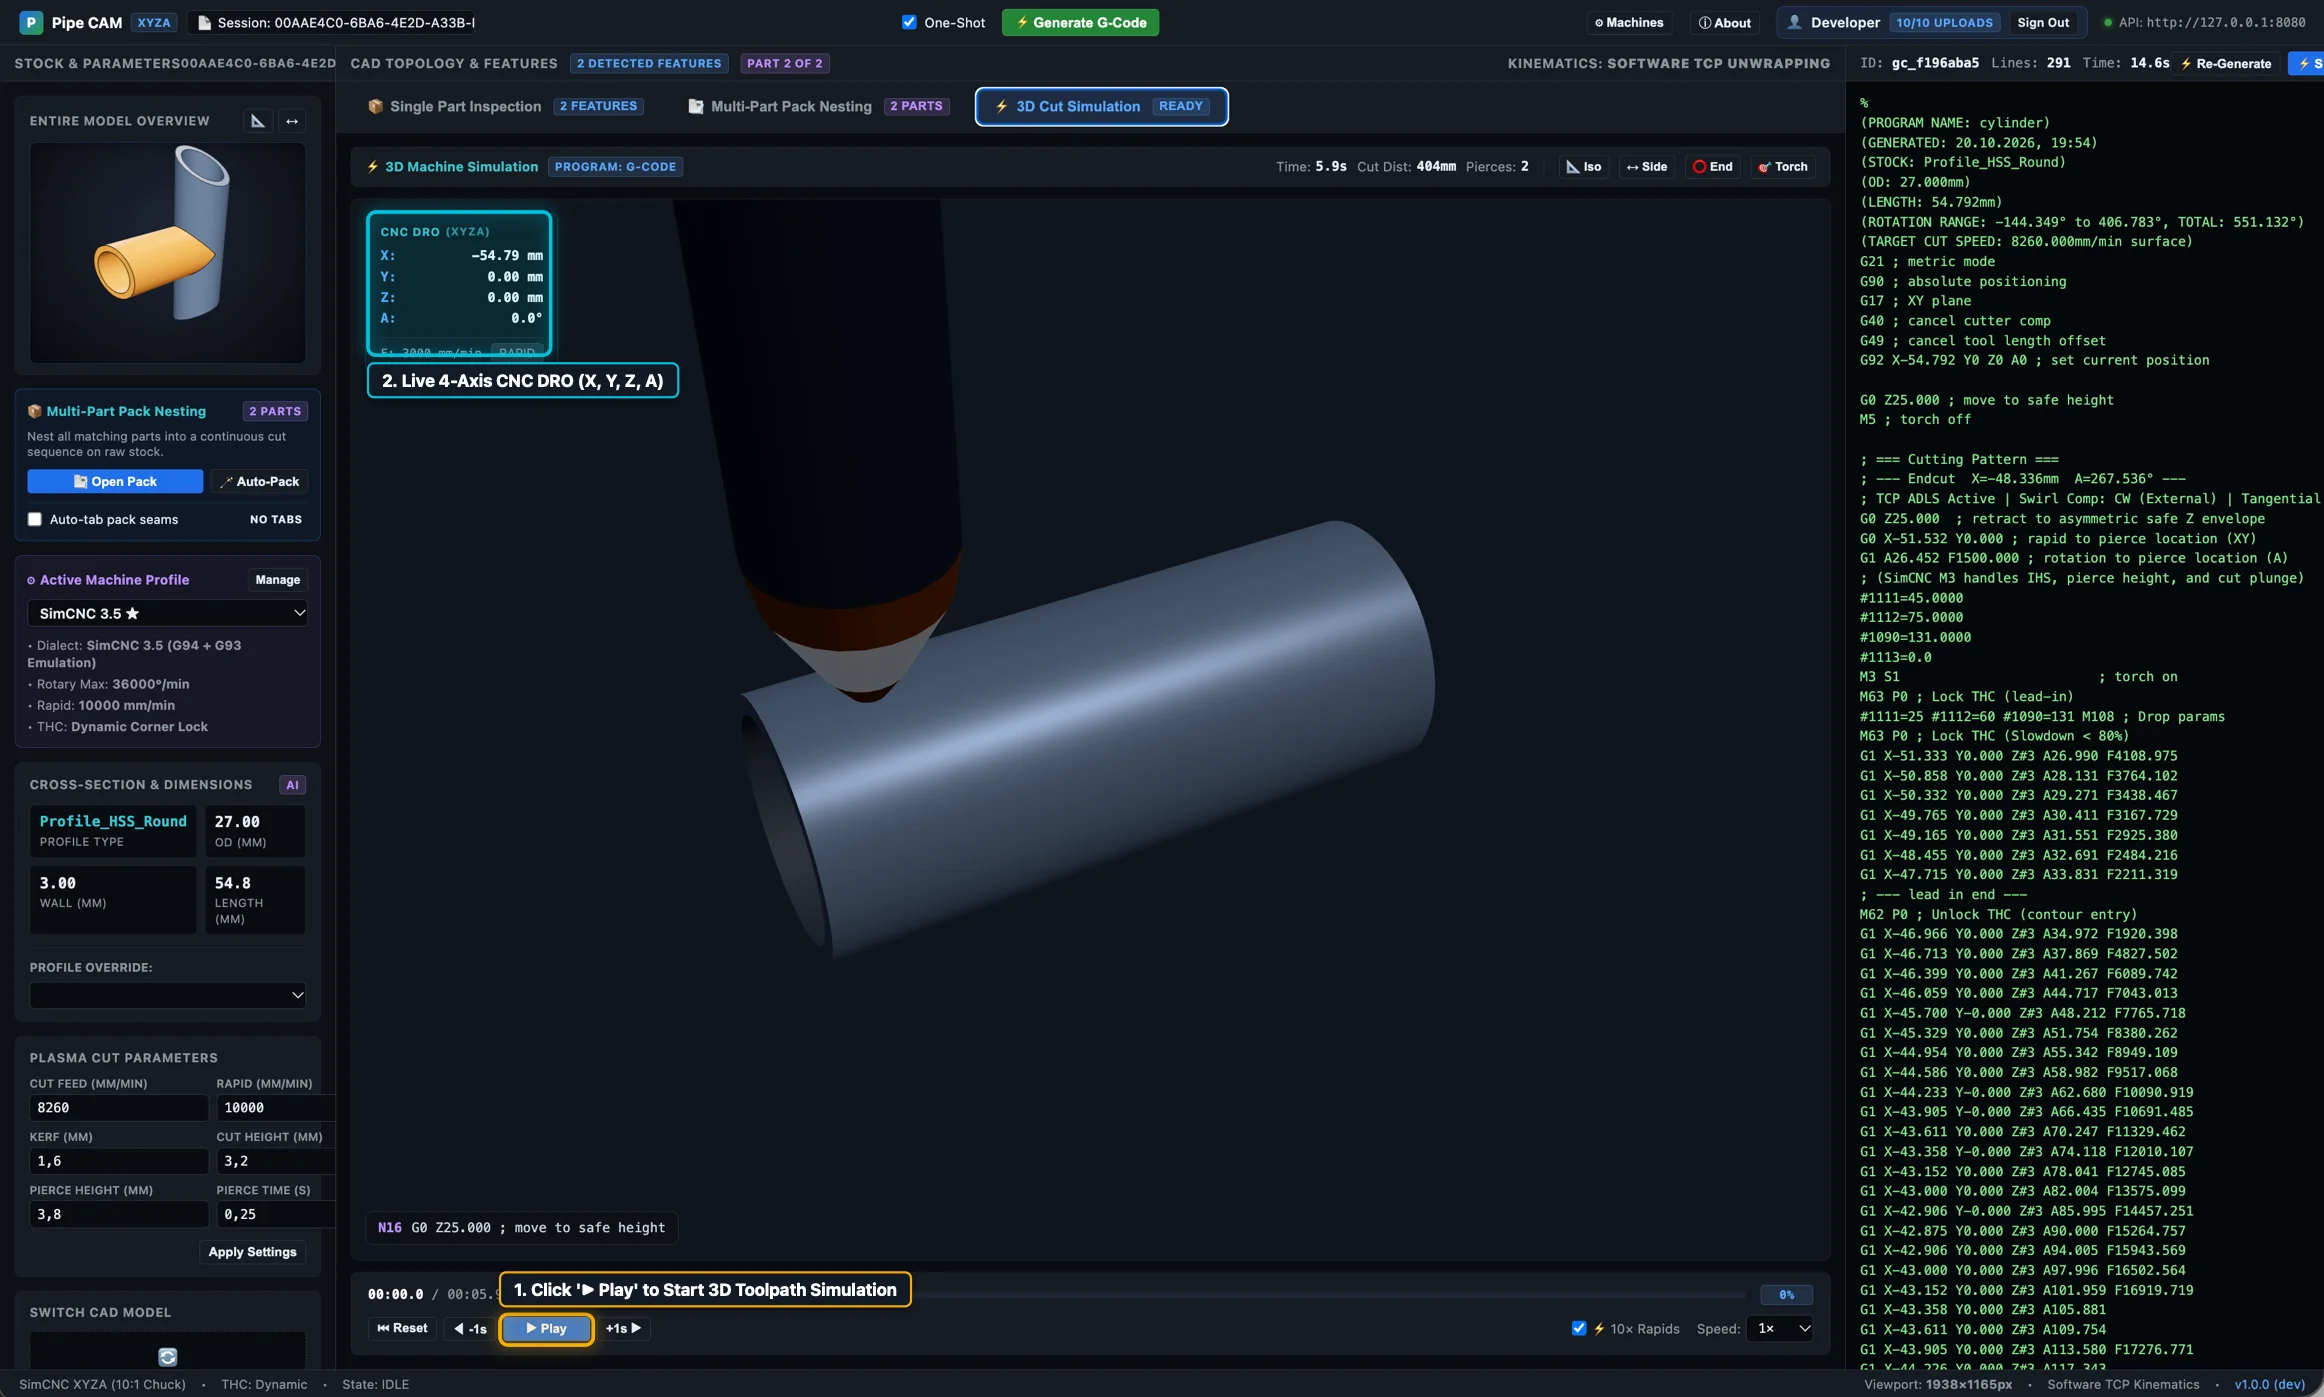 P Pipe CAM XYZA Session: 00AAE4C0-6BA6-4E2D-A33B-
One-Shot ⚡ Generate G-Code
Machines About Developer 10/10 UPLOADS Sign Out API: http://127.0.0.1:8080
STOCK & PARAMETERS00AAE4C0-6BA6-4E2D
ENTIRE MODEL OVERVIEW
Multi-Part Pack Nesting 2 PARTS
Nest all matching parts into a continuous cut
sequence on raw stock.
Open Pack Auto-Pack
Auto-tab pack seams NO TABS
Active Machine Profile Manage
SimCNC 3.5 ★
• Dialect: SimCNC 3.5 (G94 + G93
Emulation)
• Rotary Max: 36000°/min
• Rapid: 10000 mm/min
• THC: Dynamic Corner Lock
CROSS-SECTION & DIMENSIONS AI
Profile_HSS_Round
PROFILE TYPE
27.00
OD (MM)
3.00
WALL (MM)
54.8
LENGTH
(MM)
PROFILE OVERRIDE:
PLASMA CUT PARAMETERS
CUT FEED (MM/MIN) RAPID (MM/MIN)
8260 10000
KERF (MM) CUT HEIGHT (MM)
1,6 3,2
PIERCE HEIGHT (MM) PIERCE TIME (S)
3,8 0,25
Apply Settings
SWITCH CAD MODEL
CAD TOPOLOGY & FEATURES 2 DETECTED FEATURES PART 2 OF 2 KINEMATICS: SOFTWARE TCP UNWRAPPING
Single Part Inspection 2 FEATURES Multi-Part Pack Nesting 2 PARTS ⚡ 3D Cut Simulation READY
⚡ 3D Machine Simulation PROGRAM: G-CODE Time: 5.9s Cut Dist: 404mm Pierces: 2 Iso ↔ Side End Torch
CNC DRO (XYZA)
X: -54.79 mm
Y: 0.00 mm
Z: 0.00 mm
A: 0.0°
F: 3000 mm/min RAPID
2. Live 4-Axis CNC DRO (X, Y, Z, A)
N16 G0 Z25.000 ; move to safe height
00:00.0 / 00:05.9
1. Click '▶ Play' to Start 3D Toolpath Simulation
0%
⏮ Reset ◀ -1s ▶ Play +1s ▶ ⚡ 10× Rapids Speed: 1×
ID: gc_f196aba5 Lines: 291 Time: 14.6s ⚡ Re-Generate ⚡ S
%
(PROGRAM NAME: cylinder)
(GENERATED: 20.10.2026, 19:54)
(STOCK: Profile_HSS_Round)
(OD: 27.000mm)
(LENGTH: 54.792mm)
(ROTATION RANGE: -144.349° to 406.783°, TOTAL: 551.132°)
(TARGET CUT SPEED: 8260.000mm/min surface)
G21 ; metric mode
G90 ; absolute positioning
G17 ; XY plane
G40 ; cancel cutter comp
G49 ; cancel tool length offset
G92 X-54.792 Y0 Z0 A0 ; set current position
G0 Z25.000 ; move to safe height
M5 ; torch off
; === Cutting Pattern ===
; --- Endcut  X=-48.336mm  A=267.536° ---
; TCP ADLS Active | Swirl Comp: CW (External) | Tangential
G0 Z25.000  ; retract to asymmetric safe Z envelope
G0 X-51.532 Y0.000 ; rapid to pierce location (XY)
G1 A26.452 F1500.000 ; rotation to pierce location (A)
; (SimCNC M3 handles IHS, pierce height, and cut plunge)
#1111=45.0000
#1112=75.0000
#1090=131.0000
#1113=0.0
M3 S1 ; torch on
M63 P0 ; Lock THC (lead-in)
#1111=25 #1112=60 #1090=131 M108 ; Drop params
M63 P0 ; Lock THC (Slowdown < 80%)
G1 X-51.333 Y0.000 Z#3 A26.990 F4108.975
G1 X-50.858 Y0.000 Z#3 A28.131 F3764.102
G1 X-50.332 Y0.000 Z#3 A29.271 F3438.467
G1 X-49.765 Y0.000 Z#3 A30.411 F3167.729
G1 X-49.165 Y0.000 Z#3 A31.551 F2925.380
G1 X-48.455 Y0.000 Z#3 A32.691 F2484.216
G1 X-47.715 Y0.000 Z#3 A33.831 F2211.319
; --- lead in end ---
M62 P0 ; Unlock THC (contour entry)
G1 X-46.966 Y0.000 Z#3 A34.972 F1920.398
G1 X-46.713 Y0.000 Z#3 A37.869 F4827.502
G1 X-46.399 Y0.000 Z#3 A41.267 F6089.742
G1 X-46.059 Y0.000 Z#3 A44.717 F7043.013
G1 X-45.700 Y-0.000 Z#3 A48.212 F7765.718
G1 X-45.329 Y0.000 Z#3 A51.754 F8380.262
G1 X-44.954 Y0.000 Z#3 A55.342 F8949.109
G1 X-44.586 Y0.000 Z#3 A58.982 F9517.068
G1 X-44.233 Y-0.000 Z#3 A62.680 F10090.919
G1 X-43.905 Y-0.000 Z#3 A66.435 F10691.485
G1 X-43.611 Y0.000 Z#3 A70.247 F11329.462
G1 X-43.358 Y-0.000 Z#3 A74.118 F12010.107
G1 X-43.152 Y0.000 Z#3 A78.041 F12745.085
G1 X-43.000 Y0.000 Z#3 A82.004 F13575.099
G1 X-42.906 Y-0.000 Z#3 A85.995 F14457.251
G1 X-42.875 Y0.000 Z#3 A90.000 F15264.757
G1 X-42.906 Y0.000 Z#3 A94.005 F15943.569
G1 X-43.000 Y0.000 Z#3 A97.996 F16502.564
G1 X-43.152 Y0.000 Z#3 A101.959 F16919.719
G1 X-43.358 Y0.000 Z#3 A105.881
G1 X-43.611 Y0.000 Z#3 A109.754
G1 X-43.905 Y0.000 Z#3 A113.580 F17276.771
G1 X-44.226 Y0.000 Z#3 A117.343
SimCNC XYZA (10:1 Chuck) • THC: Dynamic • State: IDLE Viewport: 1938×1165px • Software TCP Kinematics • v1.0.0 (dev)